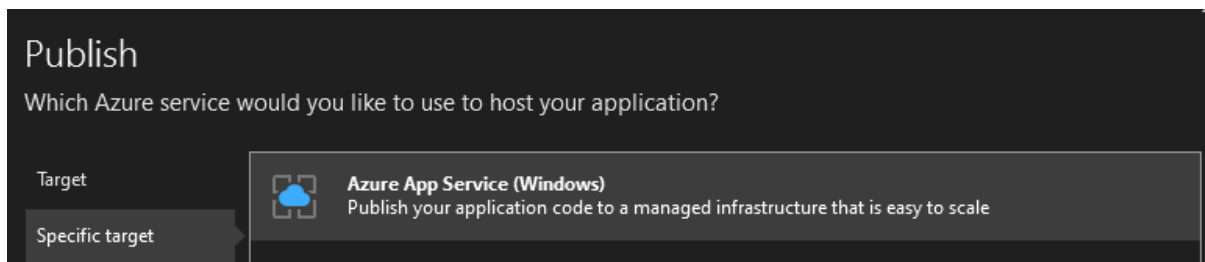 Publish
Which Azure service would you like to use to host your application?
Target
Azure App Service (Windows)
Publish your application code to a managed infrastructure that is easy to scale
Specific target